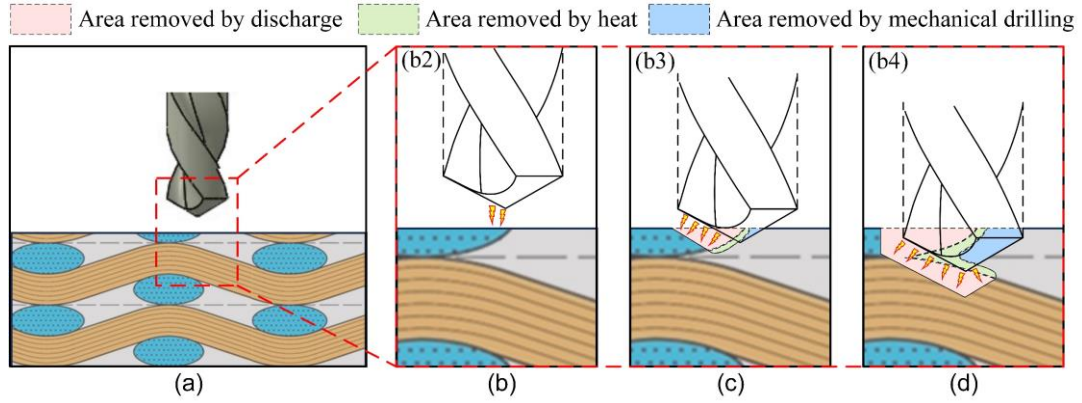 Area removed by discharge Area removed by heat Area removed by mechanical drilling
(b2) (b3) (b4)
(a) (b) (c) (d)